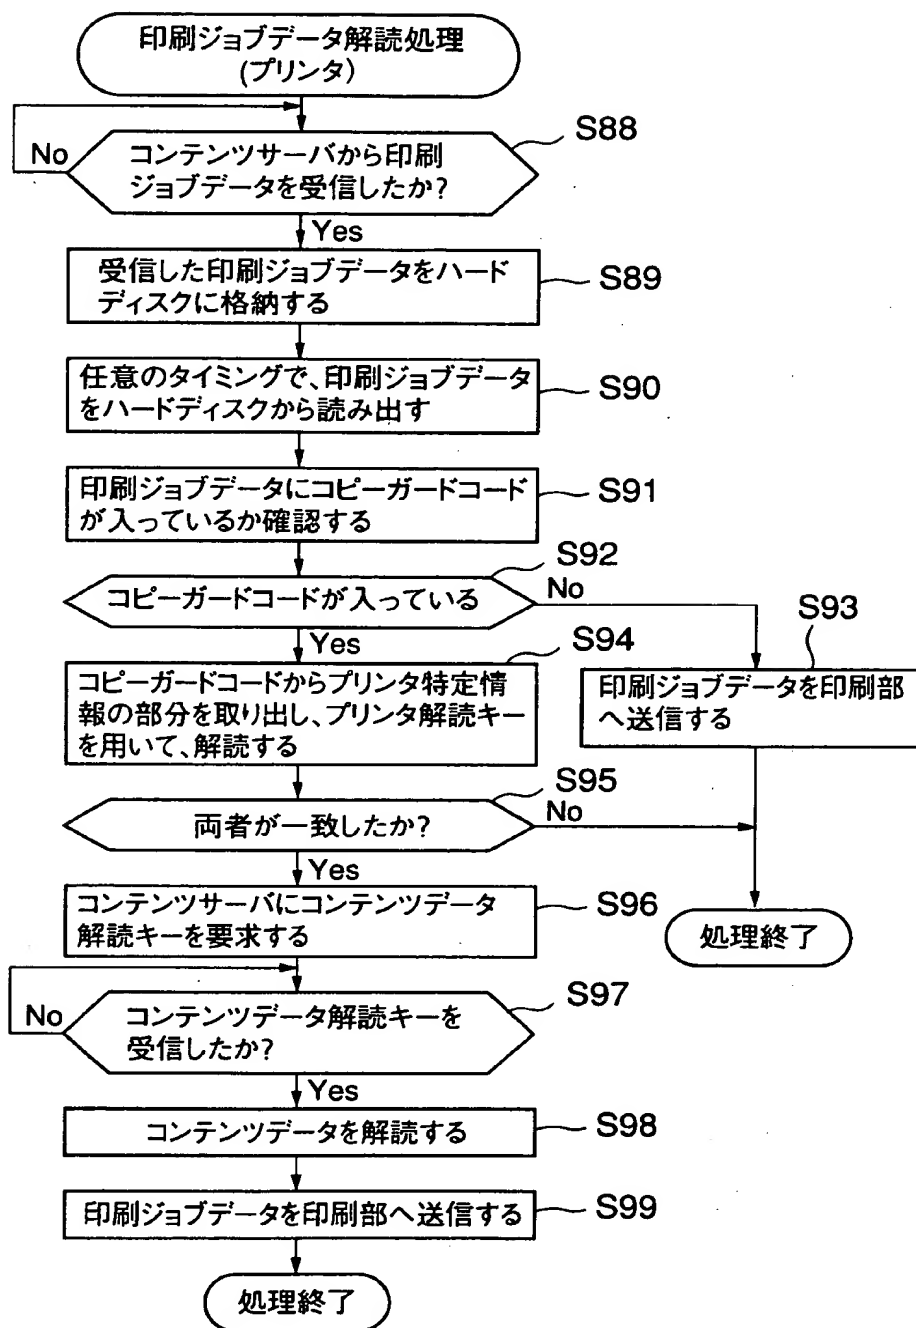 印刷ジョブデータ解読処理
(プリンタ)
S88
No
コンテンツサーバから印刷
ジョブデータを受信したか?
Yes
受信した印刷ジョブデータをハード
ディスクに格納する
S89
任意のタイミングで、印刷ジョブデータ
をハードディスクから読み出す
S90
印刷ジョブデータにコピーガードコード
が入っているか確認する
S91
S92
コピーガードコードが入っている
No
Yes
S93
印刷ジョブデータを印刷部
へ送信する
S94
コピーガードコードからプリンタ特定情
報の部分を取り出し、プリンタ解読キー
を用いて、解読する
S95
両者が一致したか?
No
Yes
コンテンツサーバにコンテンツデータ
解読キーを要求する
S96
処理終了
S97
No
コンテンツデータ解読キーを
受信したか?
Yes
コンテンツデータを解読する
S98
印刷ジョブデータを印刷部へ送信する
S99
処理終了